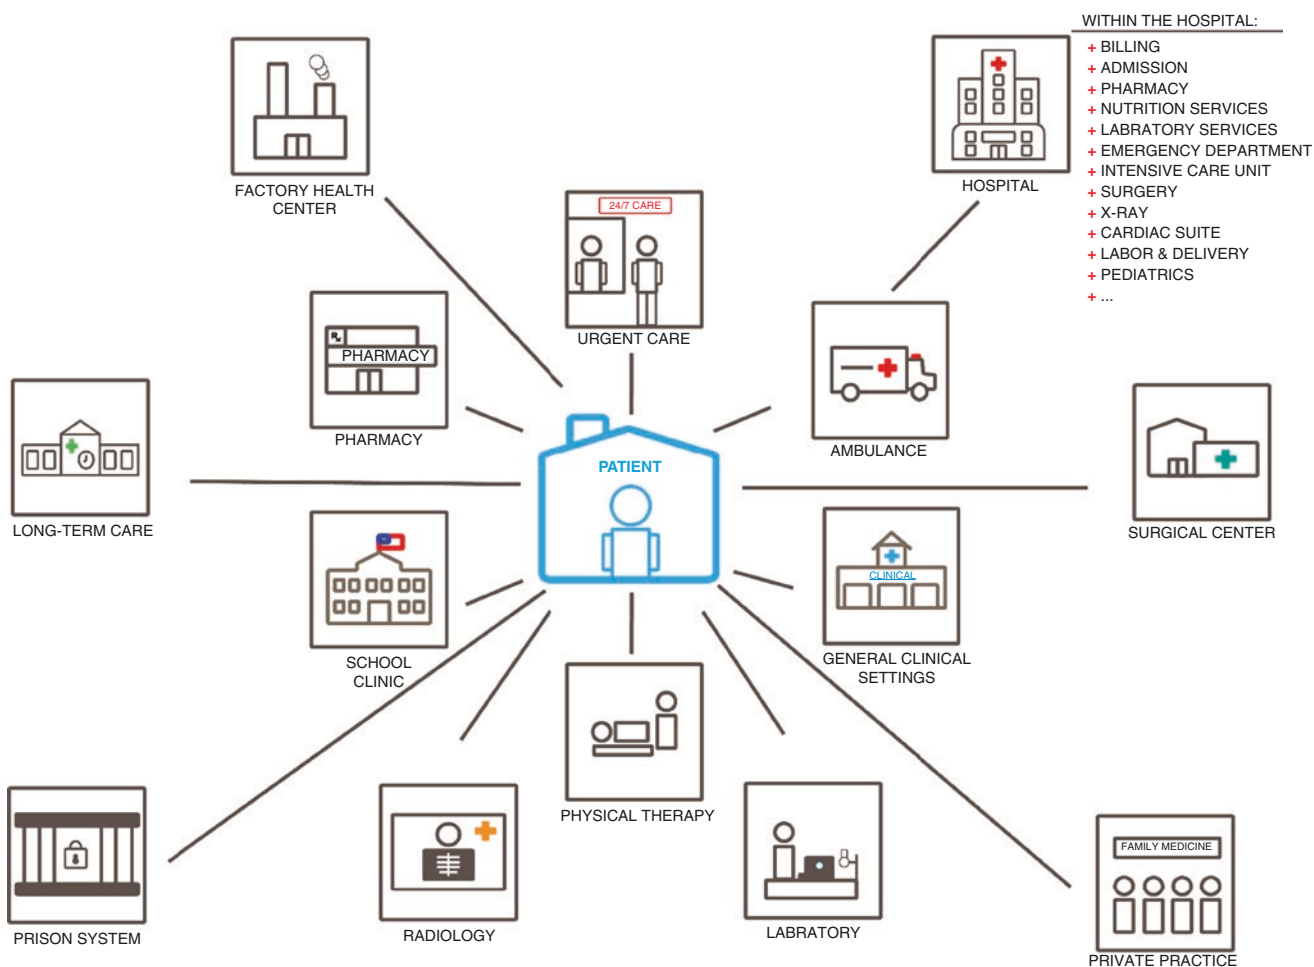 WITHIN THE HOSPITAL:
+ BILLING
+ ADMISSION
+ PHARMACY
+ NUTRITION SERVICES
+ LABRATORY SERVICES
+ EMERGENCY DEPARTMENT
+ INTENSIVE CARE UNIT
+ SURGERY
+ X-RAY
+ CARDIAC SUITE
+ LABOR & DELIVERY
+ PEDIATRICS
+ ...
FACTORY HEALTH
CENTER
24/7 CARE
URGENT CARE
HOSPITAL
Rx
PHARMACY
PHARMACY
AMBULANCE
LONG-TERM CARE
PATIENT
SURGICAL CENTER
SCHOOL
CLINIC
CLINICAL
GENERAL CLINICAL
SETTINGS
PRISON SYSTEM
RADIOLOGY
PHYSICAL THERAPY
LABRATORY
FAMILY MEDICINE
PRIVATE PRACTICE